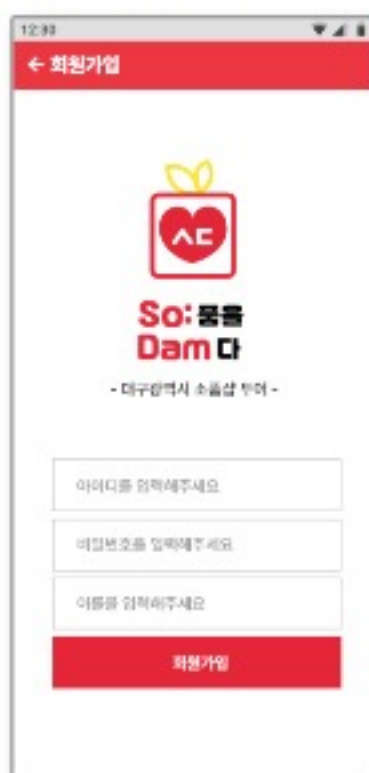 12:30
← 회원가입
ㅅㄷ
So: 품을
Dam 다
- 대구광역시 소품샵 투어 -
아이디를 입력해주세요
비밀번호를 입력해주세요
이름을 입력해주세요
회원가입